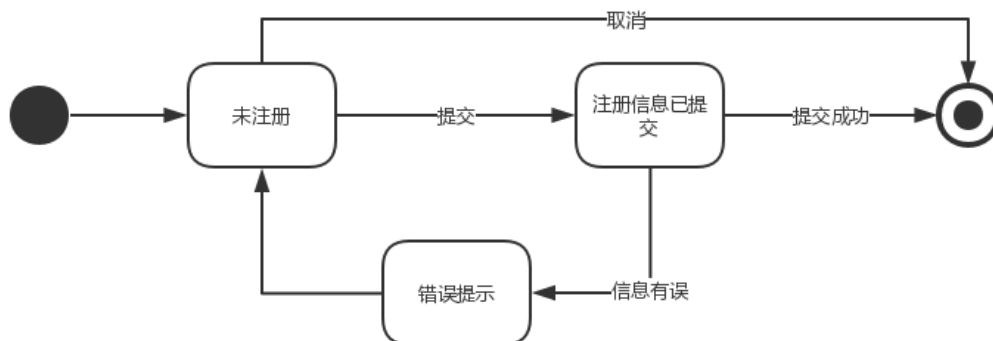 取消
未注册
提交
注册信息已提
交
提交成功
错误提示
信息有误